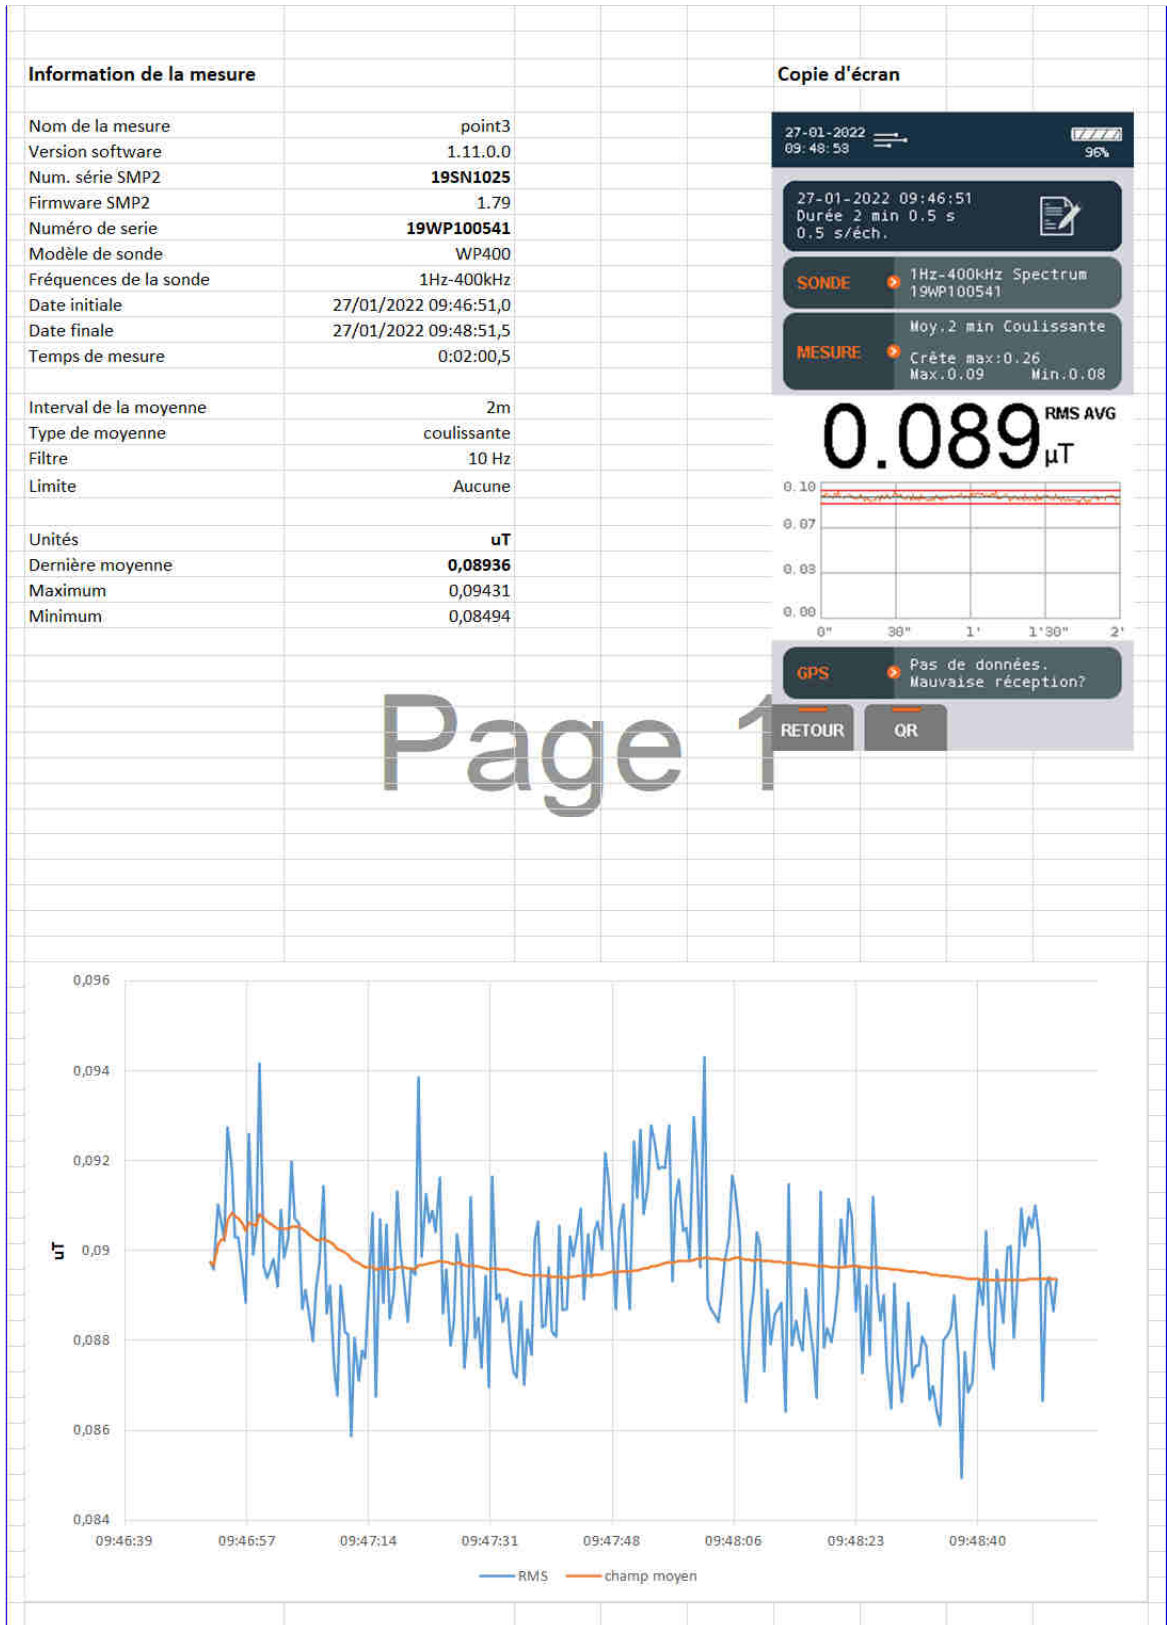 Information de la mesure
Nom de la mesure point3
Version software 1.11.0.0
Num. série SMP2 19SN1025
Firmware SMP2 1.79
Numéro de serie 19WP100541
Modèle de sonde WP400
Fréquences de la sonde 1Hz-400kHz
Date initiale 27/01/2022 09:46:51,0
Date finale 27/01/2022 09:48:51,5
Temps de mesure 0:02:00,5
Interval de la moyenne 2m
Type de moyenne coulissante
Filtre 10 Hz
Limite Aucune
Unités uT
Dernière moyenne 0,08936
Maximum 0,09431
Minimum 0,08494
Copie d'écran
27-01-2022
09:48:53
96%
27-01-2022 09:46:51
Durée 2 min 0.5 s
0.5 s/éch.
SONDE
1Hz-400kHz Spectrum
19WP100541
MESURE
Moy.2 min Coulissante
Crête max:0.26
Max.0.09 Min.0.08
0.089 RMS AVG
µT
0.10
0.07
0.03
0.00
0" 30" 1' 1'30" 2'
GPS
Pas de données.
Mauvaise réception?
RETOUR QR
Page 1
0,096
0,094
0,092
0,09
0,088
0,086
0,084
uT
09:46:39 09:46:57 09:47:14 09:47:31 09:47:48 09:48:06 09:48:23 09:48:40
RMS champ moyen